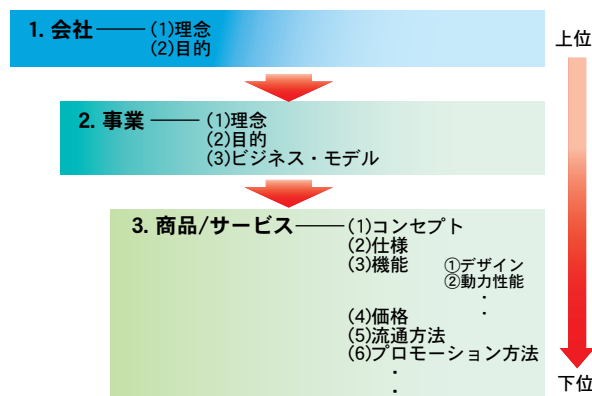 1. 会社 (1)理念
(2)目的
上位
2. 事業 (1)理念
(2)目的
(3)ビジネス・モデル
3. 商品/サービス (1)コンセプト
(2)仕様
(3)機能 ①デザイン
②動力性能
・
・
(4)価格
(5)流通方法
(6)プロモーション方法
・
・
下位